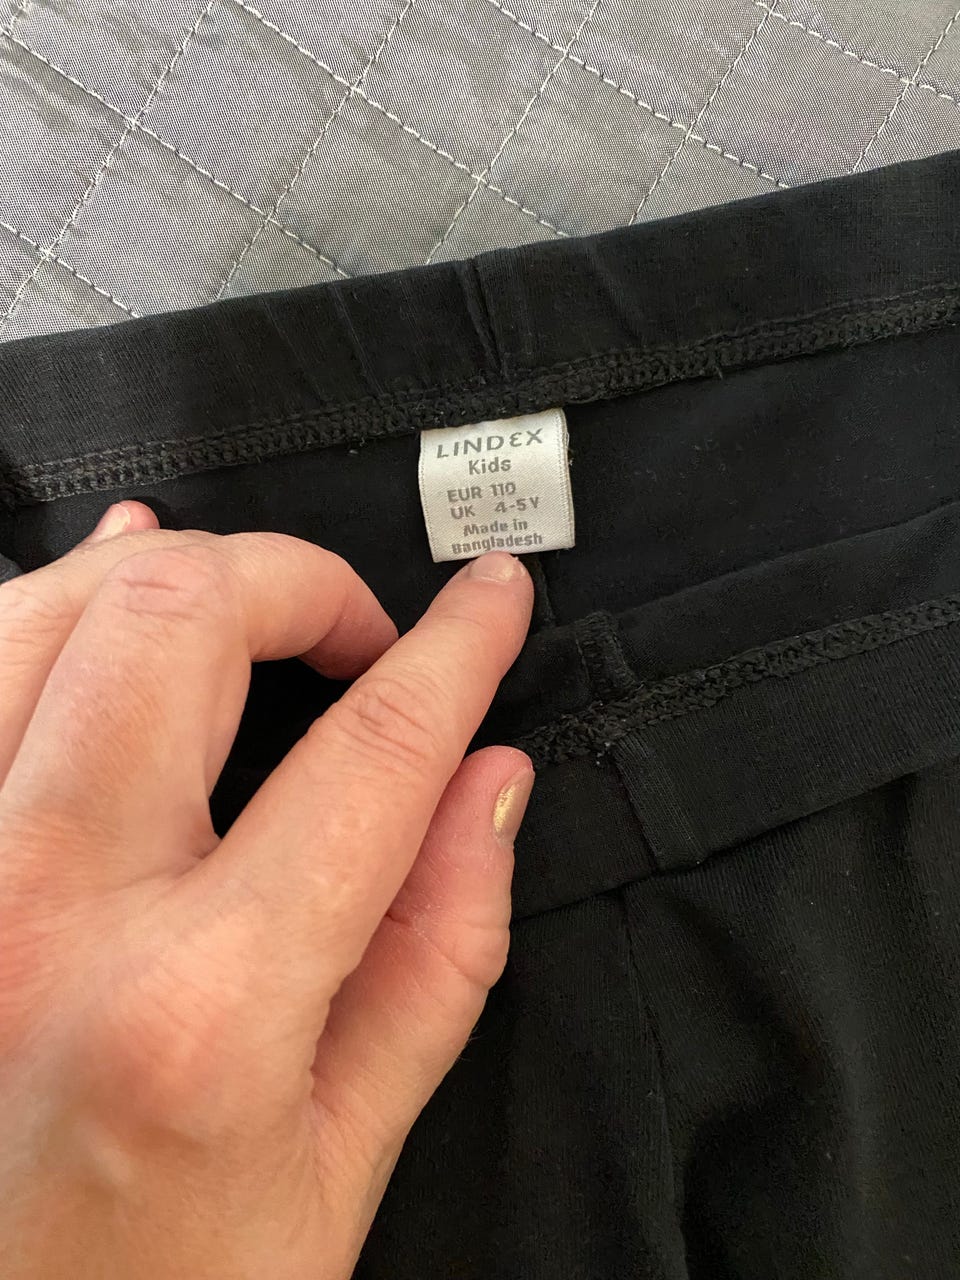 LINDEX
Kids
EUR 110
UK 4-5Y
Made in
Bangladesh